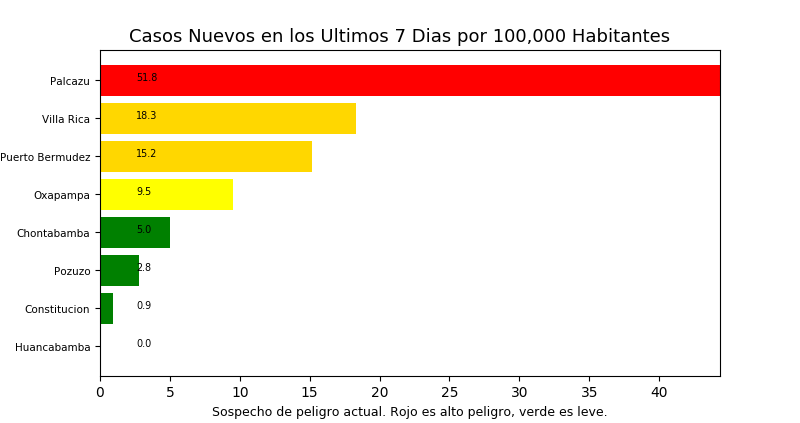 Casos Nuevos en los Ultimos 7 Dias por 100,000 Habitantes
Palcazu 51.8
Villa Rica 18.3
Puerto Bermudez 15.2
Oxapampa 9.5
Chontabamba 5.0
Pozuzo 2.8
Constitucion 0.9
Huancabamba 0.0
0 5 10 15 20 25 30 35 40
Sospecho de peligro actual. Rojo es alto peligro, verde es leve.